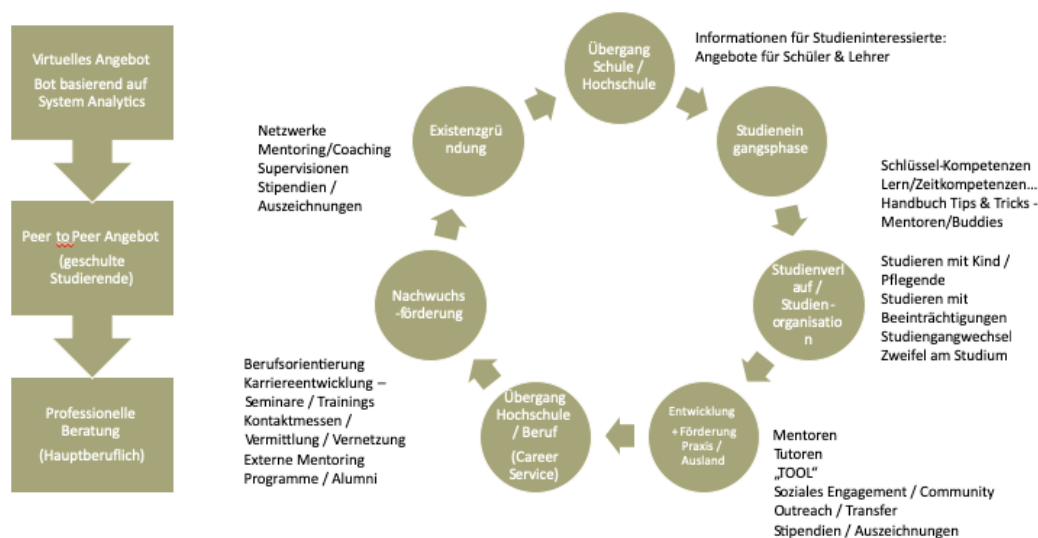 Virtuelles Angebot
Bot basierend auf
System Analytics
Peer to Peer Angebot
(geschulte
Studierende)
Professionelle
Beratung
(Hauptberuflich)
Übergang
Schule /
Hochschule
Informationen für Studieninteressierte:
Angebote für Schüler & Lehrer
Studienein
gangsphase
Schlüssel-Kompetenzen
Lern/Zeitkompetenzen...
Handbuch Tips & Tricks -
Mentoren/Buddies
Studienverl
auf /
Studien-
organisatio
n
Studieren mit Kind /
Pflegende
Studieren mit
Beeinträchtigungen
Studiengangwechsel
Zweifel am Studium
Entwicklung
+ Förderung
Praxis /
Ausland
Mentoren
Tutoren
„TOOL“
Soziales Engagement / Community
Outreach / Transfer
Stipendien / Auszeichnungen
Übergang
Hochschule
/ Beruf
(Career
Service)
Berufsorientierung
Karriereentwicklung –
Seminare / Trainings
Kontaktmessen /
Vermittlung / Vernetzung
Externe Mentoring
Programme / Alumni
Nachwuchs
-förderung
Existenzgrü
ndung
Netzwerke
Mentoring/Coaching
Supervisionen
Stipendien /
Auszeichnungen